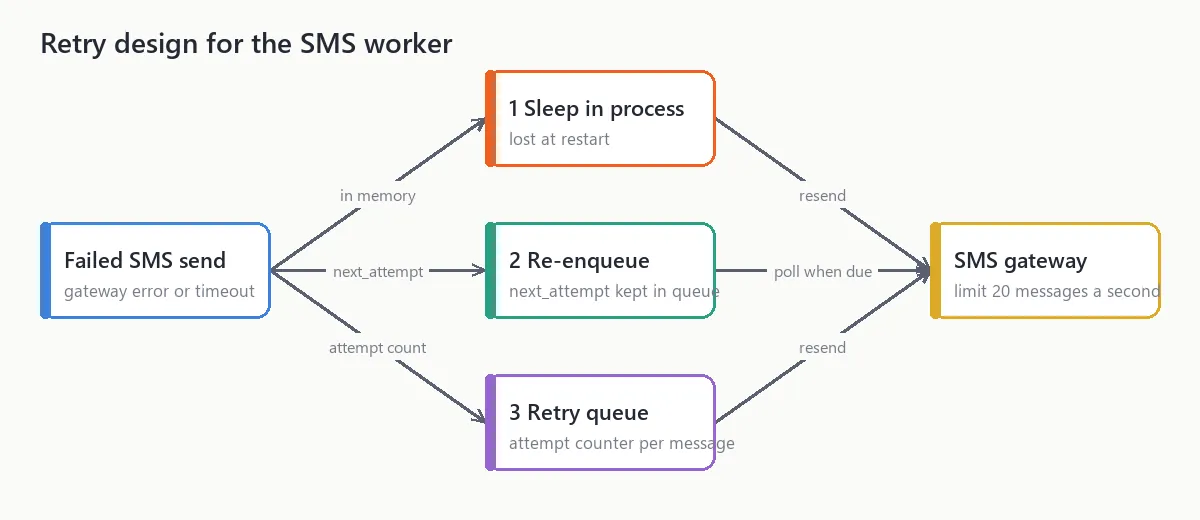 Retry design for the SMS worker
1 Sleep in process
lost at restart
in memory
resend
Failed SMS send
gateway error or timeout
next_attempt
2 Re-enqueue
next_attempt kept in queue
poll when due
SMS gateway
limit 20 messages a second
attempt count
resend
3 Retry queue
attempt counter per message